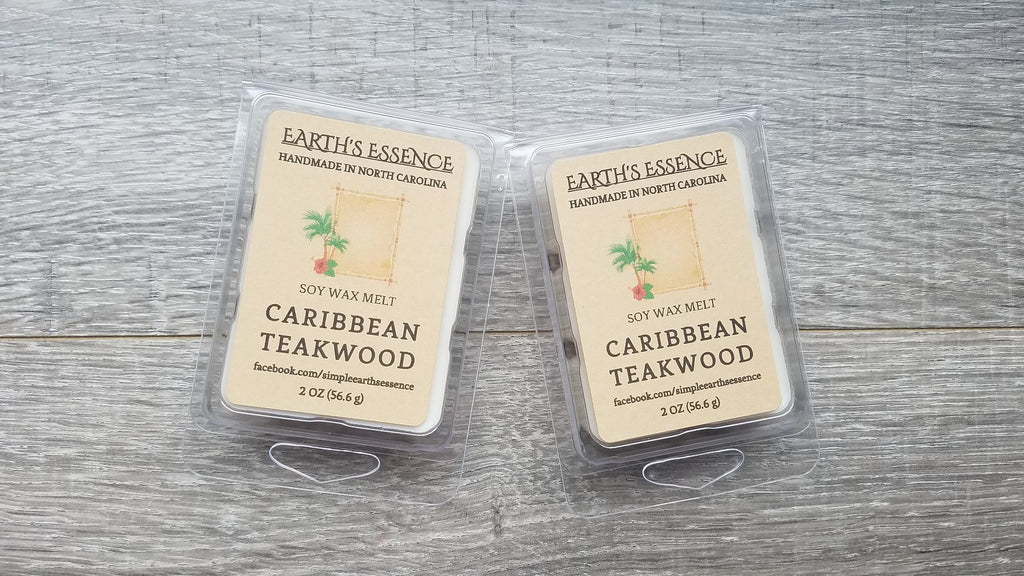 EARTH'S ESSENCE
HANDMADE IN NORTH CAROLINA
SOY WAX MELT
CARIBBEAN
TEAKWOOD
facebook.com/simpleearthsessence
2 OZ (56.6 g)
EARTH'S ESSENCE
HANDMADE IN NORTH CAROLINA
SOY WAX MELT
CARIBBEAN
TEAKWOOD
facebook.com/simpleearthsessence
2 OZ (56.6 g)